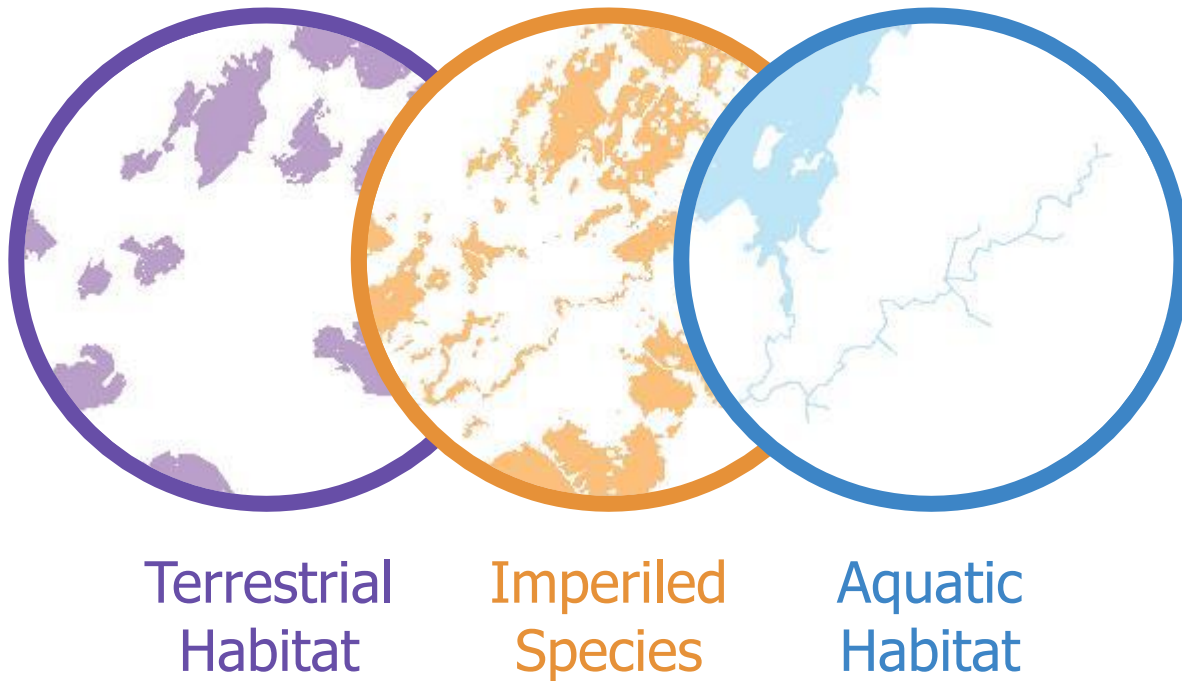 Terrestrial
Habitat
Imperiled
Species
Aquatic
Habitat